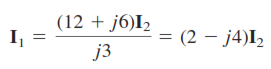 I₁ = (12 + j6)I₂ / j3 = (2 − j4)I₂